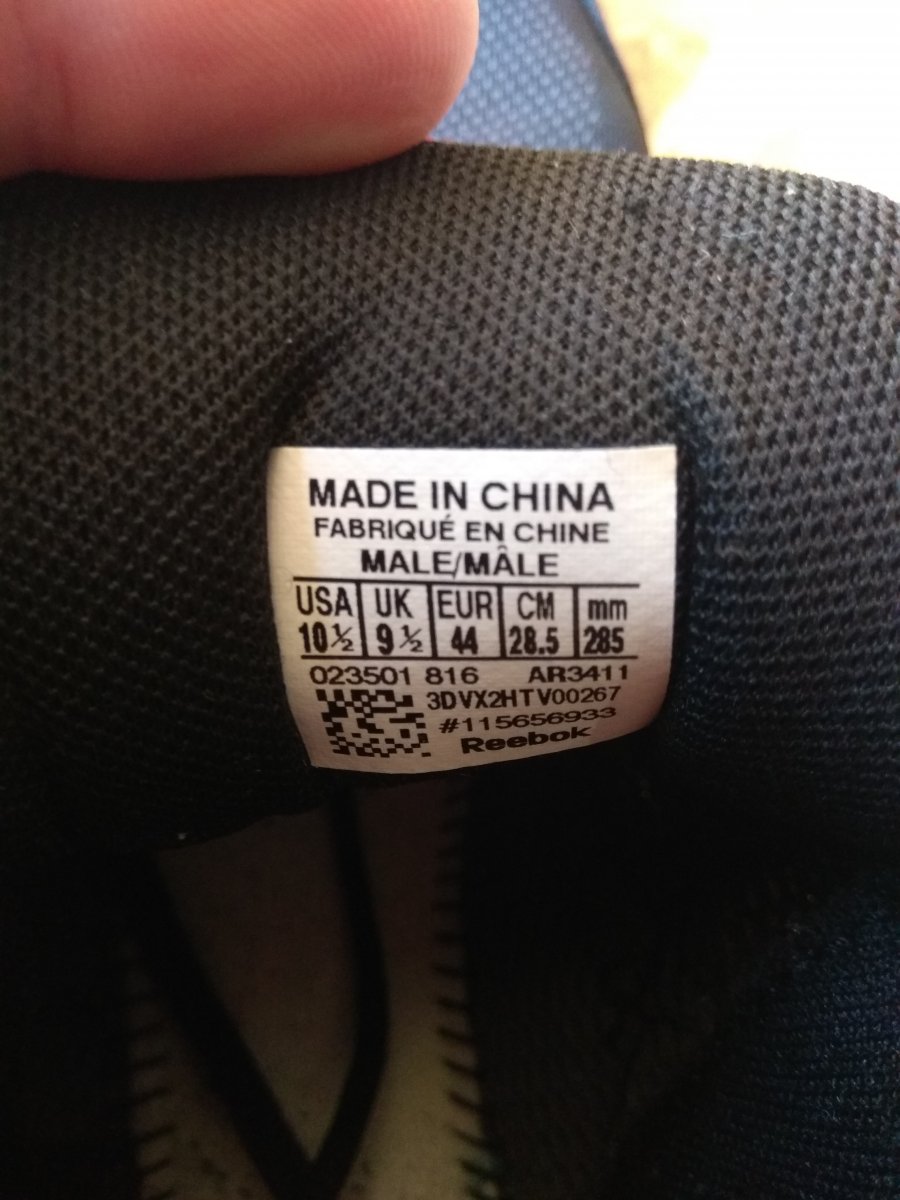 MADE IN CHINA
FABRIQUÉ EN CHINE
MALE/MÂLE
USA UK EUR CM mm
10½ 9½ 44 28.5 285
023501 816 AR3411
3DVX2HTV00267
#115656933
Reebok